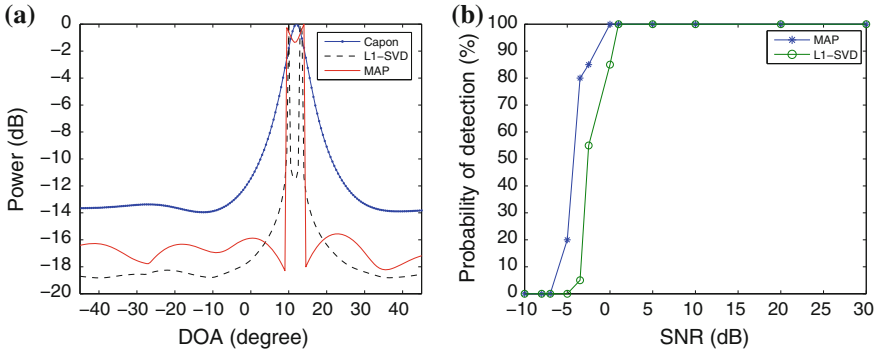 (a)
0
−2
−4
−6
−8
−10
−12
−14
−16
−18
−20
Power (dB)
−40 −30 −20 −10 0 10 20 30 40
DOA (degree)
Capon
L1−SVD
MAP
(b)
100
90
80
70
60
50
40
30
20
10
0
Probability of detection (%)
−10 −5 0 5 10 15 20 25 30
SNR (dB)
MAP
L1−SVD